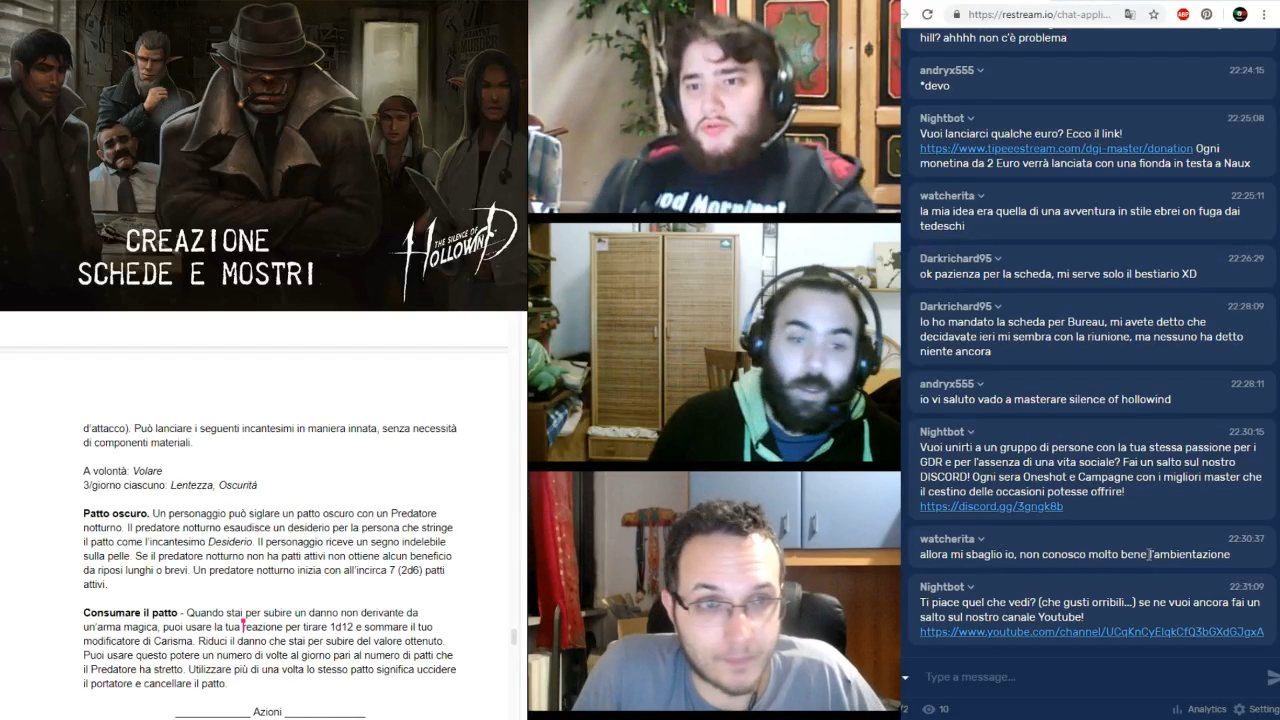 CREAZIONE
SCHEDE E MOSTRI
THE SILENCE OF
HOLLOWIND
d'attacco). Può lanciare i seguenti incantesimi in maniera innata, senza necessità
di componenti materiali.
A volontà: Volare
3/giorno ciascuno: Lentezza, Oscurità
Patto oscuro. Un personaggio può siglare un patto oscuro con un Predatore
notturno. Il predatore notturno esaudisce un desiderio per la persona che stringe
il patto come l'incantesimo Desiderio. Il personaggio riceve un segno indelebile
sulla pelle. Se il predatore notturno non ha patti attivi non ottiene alcun beneficio
da riposi lunghi o brevi. Un predatore notturno inizia con all'incirca 7 (2d6) patti
attivi.
Consumare il patto - Quando stai per subire un danno non derivante da
un'arma magica, puoi usare la tua reazione per tirare 1d12 e sommare il tuo
modificatore di Carisma. Riduci il danno che stai per subire del valore ottenuto.
Puoi usare questo potere un numero di volte al giorno pari al numero di patti che
il Predatore ha stretto. Utilizzare più di una volta lo stesso patto significa uccidere
il portatore e cancellare il patto.
Azioni
https://restream.io/chat-appli...
ABP
hill? ahhhh non c'è problema
andryx555 22:24:15
*devo
Nightbot 22:25:08
Vuoi lanciarci qualche euro? Ecco il link!
https://www.tipeeestream.com/dgi-master/donation Ogni
monetina da 2 Euro verrà lanciata con una fionda in testa a Naux
watcherita 22:25:11
la mia idea era quella di una avventura in stile ebrei on fuga dai
tedeschi
Darkrichard95 22:26:29
ok pazienza per la scheda, mi serve solo il bestiario XD
Darkrichard95 22:28:09
Io ho mandato la scheda per Bureau, mi avete detto che
decidavate ieri mi sembra con la riunione, ma nessuno ha detto
niente ancora
andryx555 22:28:11
io vi saluto vado a masterare silence of hollowind
Nightbot 22:30:15
Vuoi unirti a un gruppo di persone con la tua stessa passione per i
GDR e per l'assenza di una vita sociale? Fai un salto sul nostro
DISCORD! Ogni sera Oneshot e Campagne con i migliori master che
il cestino delle occasioni potesse offrire!
https://discord.gg/3gngk8b
watcherita 22:30:37
allora mi sbaglio io, non conosco molto bene l'ambientazione
Nightbot 22:31:09
Ti piace quel che vedi? (che gusti orribili...) se ne vuoi ancora fai un
salto sul nostro canale Youtube!
https://www.youtube.com/channel/UCqKnCyElqkCfQ3bGXdGJgxA
Type a message...
10 Analytics Setting